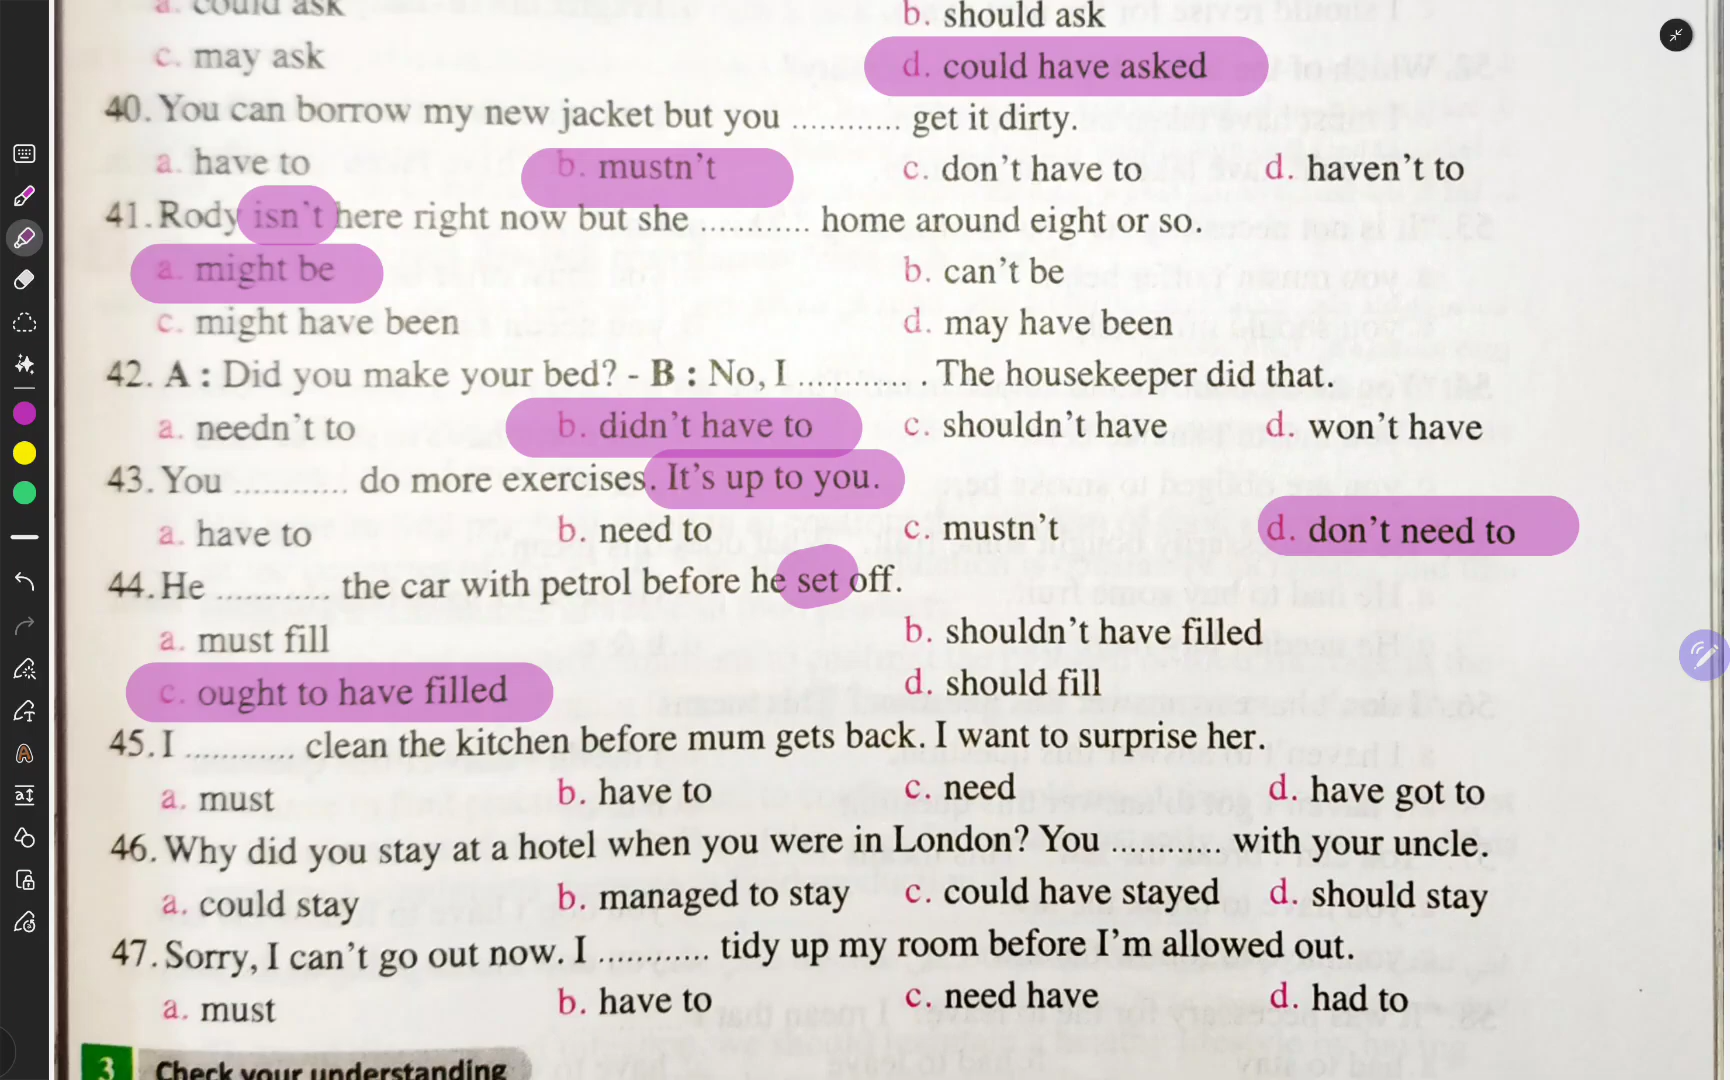 a. could ask b. should ask
c. may ask d. could have asked
40. You can borrow my new jacket but you ............ get it dirty.
a. have to b. mustn't c. don't have to d. haven't to
41. Rody isn't here right now but she ............ home around eight or so.
a. might be b. can't be
c. might have been d. may have been
42. A : Did you make your bed? - B : No, I ............ . The housekeeper did that.
a. needn't to b. didn't have to c. shouldn't have d. won't have
43. You ............ do more exercises. It's up to you.
a. have to b. need to c. mustn't d. don't need to
44. He ............ the car with petrol before he set off.
a. must fill b. shouldn't have filled
c. ought to have filled d. should fill
45. I ............ clean the kitchen before mum gets back. I want to surprise her.
a. must b. have to c. need d. have got to
46. Why did you stay at a hotel when you were in London? You ............ with your uncle.
a. could stay b. managed to stay c. could have stayed d. should stay
47. Sorry, I can't go out now. I ............ tidy up my room before I'm allowed out.
a. must b. have to c. need have d. had to
3 Check your understanding